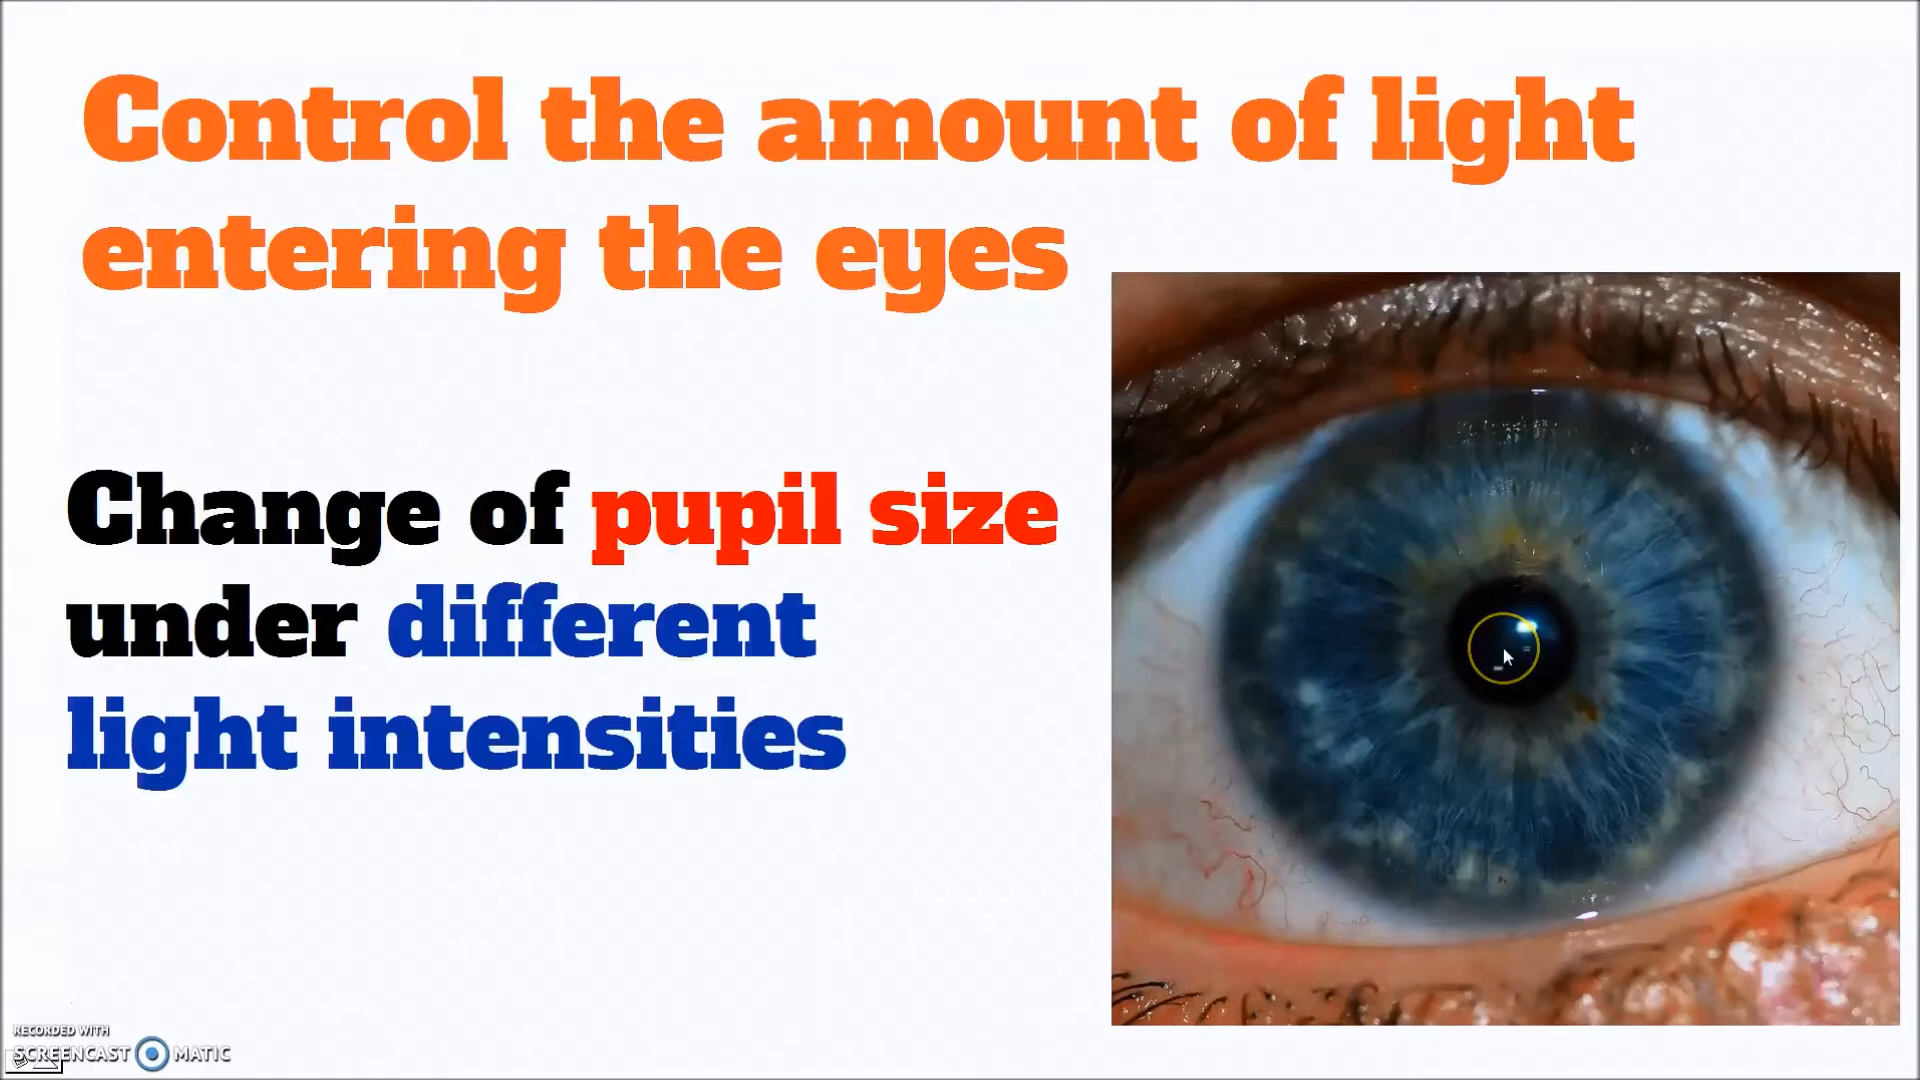 Control the amount of light
entering the eyes
Change of pupil size
under different
light intensities
RECORDED WITH
SCREENCAST MATIC